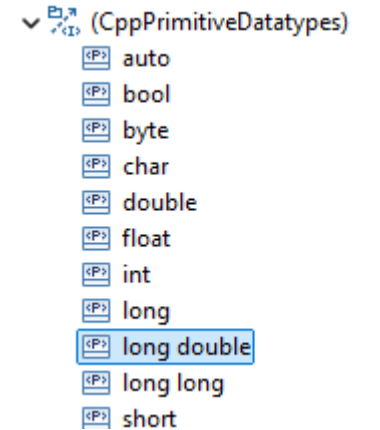 (CppPrimitiveDatatypes)
<P> auto
<P> bool
<P> byte
<P> char
<P> double
<P> float
<P> int
<P> long
<P> long double
<P> long long
<P> short